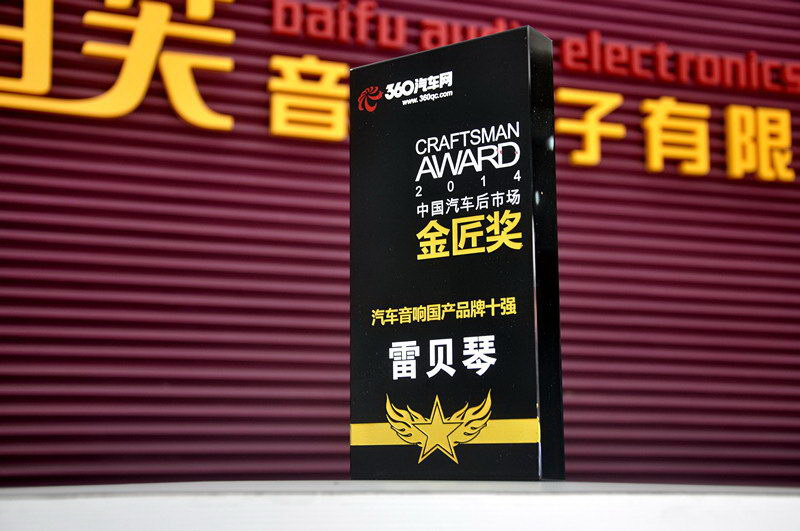 baifu audio electronics
芙 音 子有限
360汽车网
www.360qc.com
CRAFTSMAN
AWARD
2014
中国汽车后市场
金匠奖
汽车音响国产品牌十强
雷贝琴